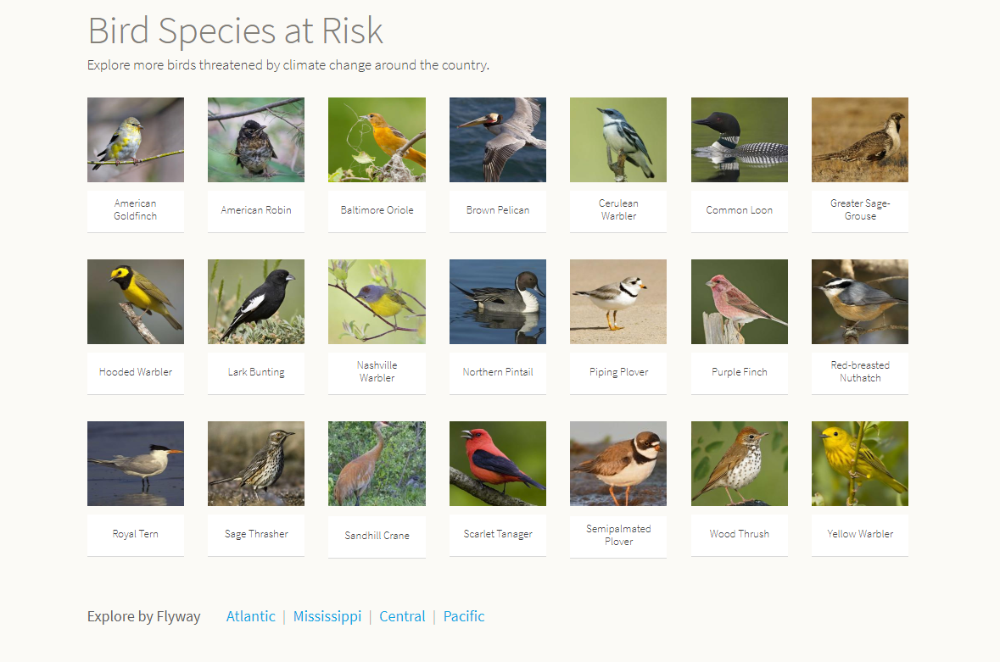 Bird Species at Risk
Explore more birds threatened by climate change around the country.
American
Goldfinch
American Robin
Baltimore Oriole
Brown Pelican
Cerulean
Warbler
Common Loon
Greater Sage-
Grouse
Hooded Warbler
Lark Bunting
Nashville
Warbler
Northern Pintail
Piping Plover
Purple Finch
Red-breasted
Nuthatch
Royal Tern
Sage Thrasher
Sandhill Crane
Scarlet Tanager
Semipalmated
Plover
Wood Thrush
Yellow Warbler
Explore by Flyway Atlantic | Mississippi | Central | Pacific